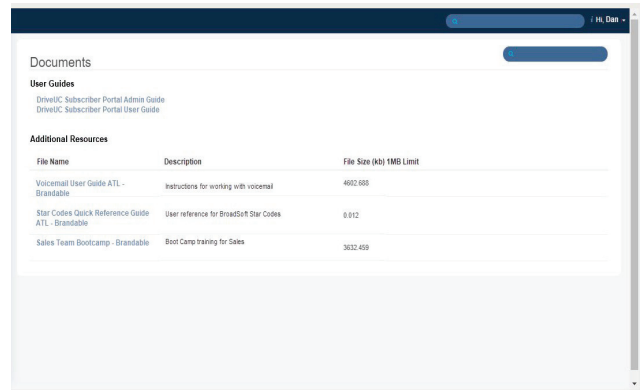 Hi, Dan
Documents
User Guides
DriveUC Subscriber Portal Admin Guide
DriveUC Subscriber Portal User Guide
Additional Resources
File Name Description File Size (kb) 1MB Limit
Voicemail User Guide ATL - Brandable Instructions for working with voicemail 4602.688
Star Codes Quick Reference Guide ATL - Brandable User reference for BroadSoft Star Codes 0.012
Sales Team Bootcamp - Brandable Boot Camp training for Sales 3632.459